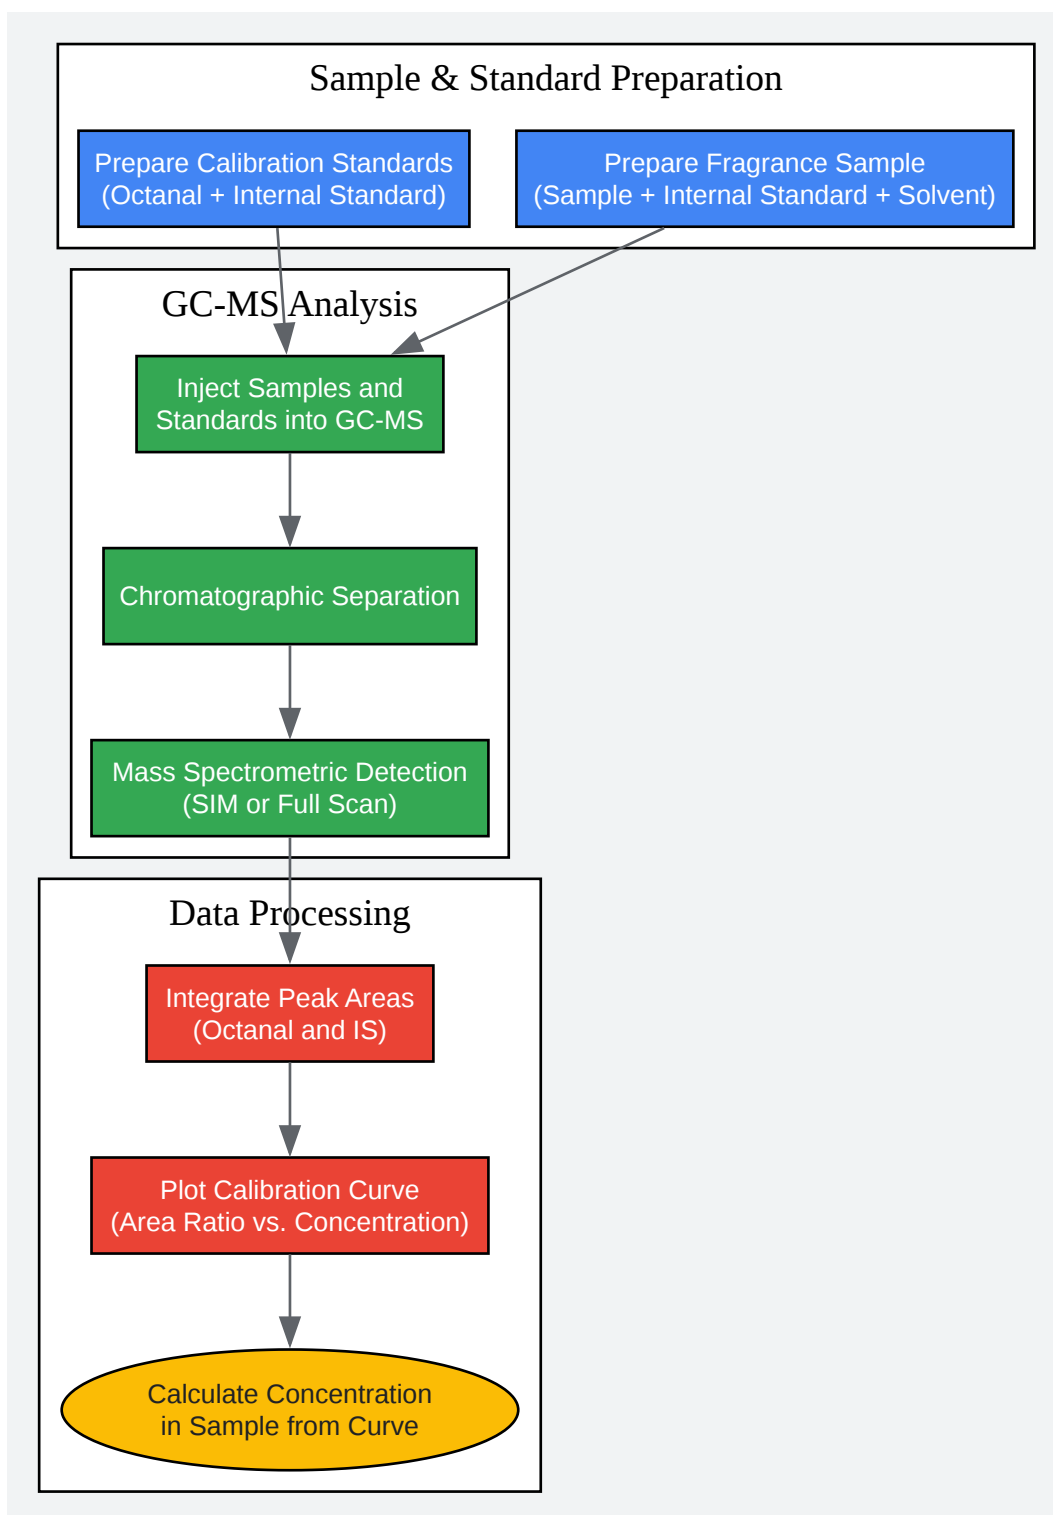 Sample & Standard Preparation
Prepare Calibration Standards
(Octanal + Internal Standard)
Prepare Fragrance Sample
(Sample + Internal Standard + Solvent)
GC-MS Analysis
Inject Samples and
Standards into GC-MS
Chromatographic Separation
Mass Spectrometric Detection
(SIM or Full Scan)
Data Processing
Integrate Peak Areas
(Octanal and IS)
Plot Calibration Curve
(Area Ratio vs. Concentration)
Calculate Concentration
in Sample from Curve